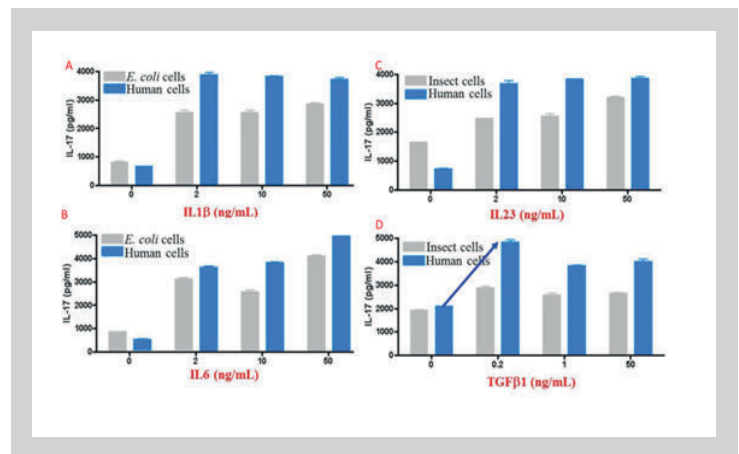 A
E. coli cells
Human cells
IL-17 (pg/ml)
4000
3000
2000
1000
0
0 2 10 50
IL1β (ng/mL)
B
E. coli cells
Human cells
IL-17 (pg/ml)
5000
4000
3000
2000
1000
0
0 2 10 50
IL6 (ng/mL)
C
Insect cells
Human cells
IL-17 (pg/ml)
4000
3000
2000
1000
0
0 2 10 50
IL23 (ng/mL)
D
Insect cells
Human cells
IL-17 (pg/ml)
5000
4000
3000
2000
1000
0
0 0.2 1 50
TGFβ1 (ng/mL)